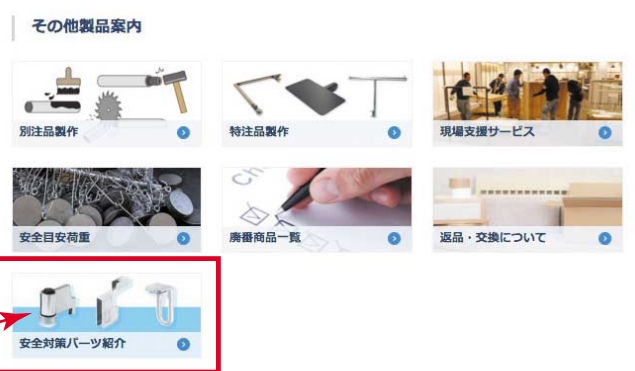 その他製品案内
別注品製作
特注品製作
現場支援サービス
安全目安荷重
廃番商品一覧
返品・交換について
安全対策パーツ紹介